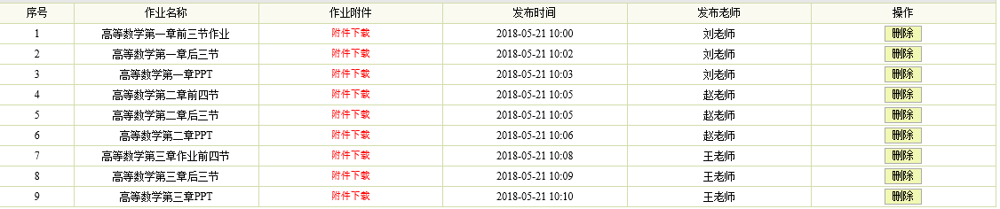 序号 作业名称 作业附件 发布时间 发布老师 操作
1 高等数学第一章前三节作业 附件下载 2018-05-21 10:00 刘老师 删除
2 高等数学第一章后三节 附件下载 2018-05-21 10:02 刘老师 删除
3 高等数学第一章PPT 附件下载 2018-05-21 10:03 刘老师 删除
4 高等数学第二章前四节 附件下载 2018-05-21 10:05 赵老师 删除
5 高等数学第二章后三节 附件下载 2018-05-21 10:05 赵老师 删除
6 高等数学第二章PPT 附件下载 2018-05-21 10:06 赵老师 删除
7 高等数学第三章作业前四节 附件下载 2018-05-21 10:08 王老师 删除
8 高等数学第三章后三节 附件下载 2018-05-21 10:09 王老师 删除
9 高等数学第三章PPT 附件下载 2018-05-21 10:10 王老师 删除